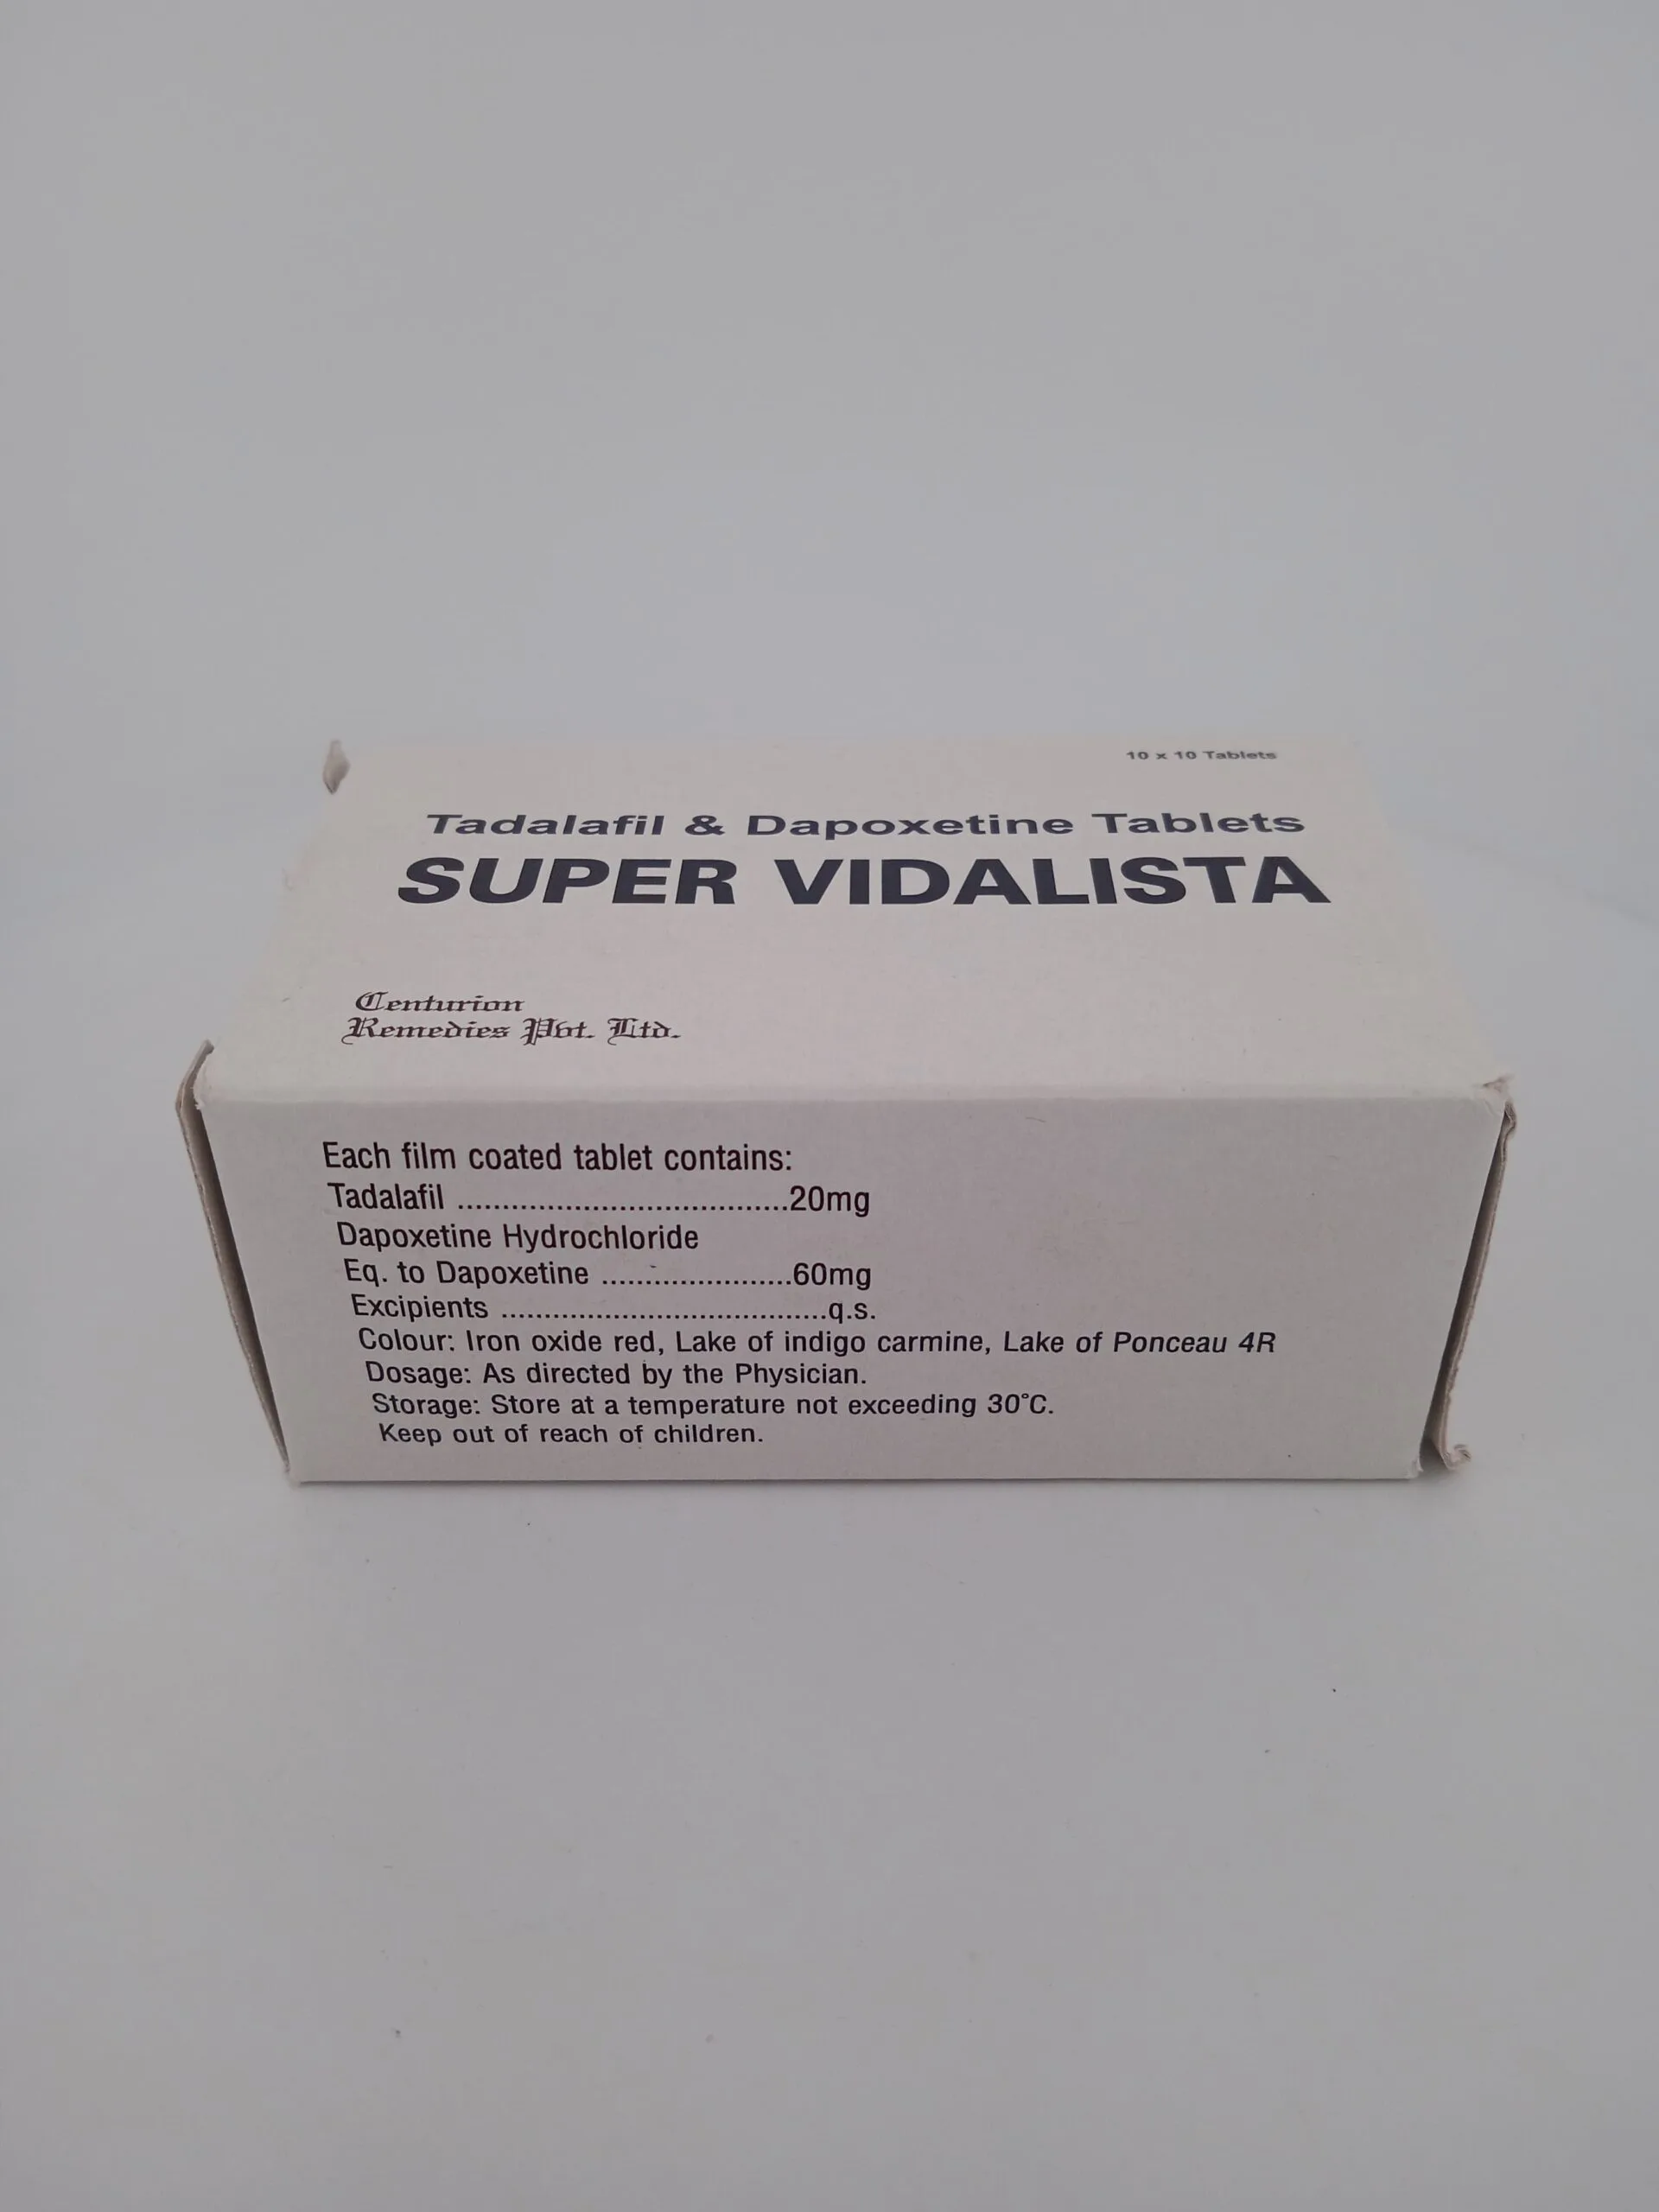 10 x 10 Tablets
Tadalafil & Dapoxetine Tablets
SUPER VIDALISTA
Centurion
Remedies Pvt. Ltd.
Each film coated tablet contains:
Tadalafil ....................................20mg
Dapoxetine Hydrochloride
Eq. to Dapoxetine .....................60mg
Excipients ....................................q.s.
Colour: Iron oxide red, Lake of indigo carmine, Lake of Ponceau 4R
Dosage: As directed by the Physician.
Storage: Store at a temperature not exceeding 30°C.
Keep out of reach of children.